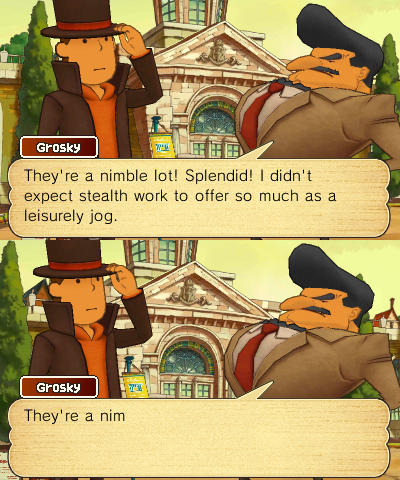 Grosky
They're a nimble lot! Splendid! I didn't
expect stealth work to offer so much as a
leisurely jog.
Grosky
They're a nim